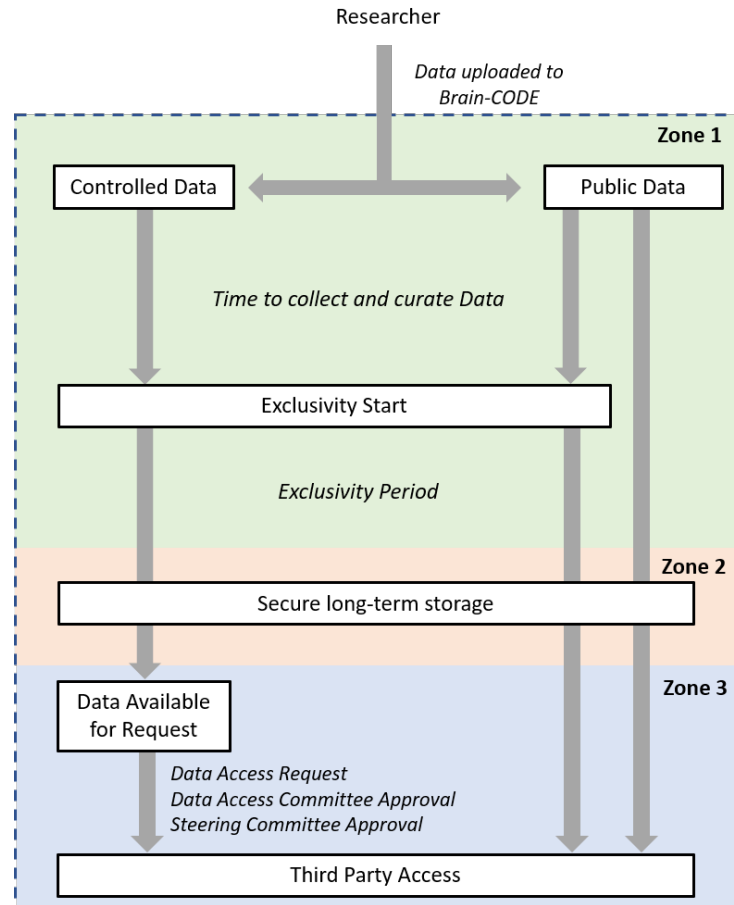 Researcher
Data uploaded to
Brain-CODE
Zone 1
Controlled Data
Public Data
Time to collect and curate Data
Exclusivity Start
Exclusivity Period
Zone 2
Secure long-term storage
Zone 3
Data Available
for Request
Data Access Request
Data Access Committee Approval
Steering Committee Approval
Third Party Access